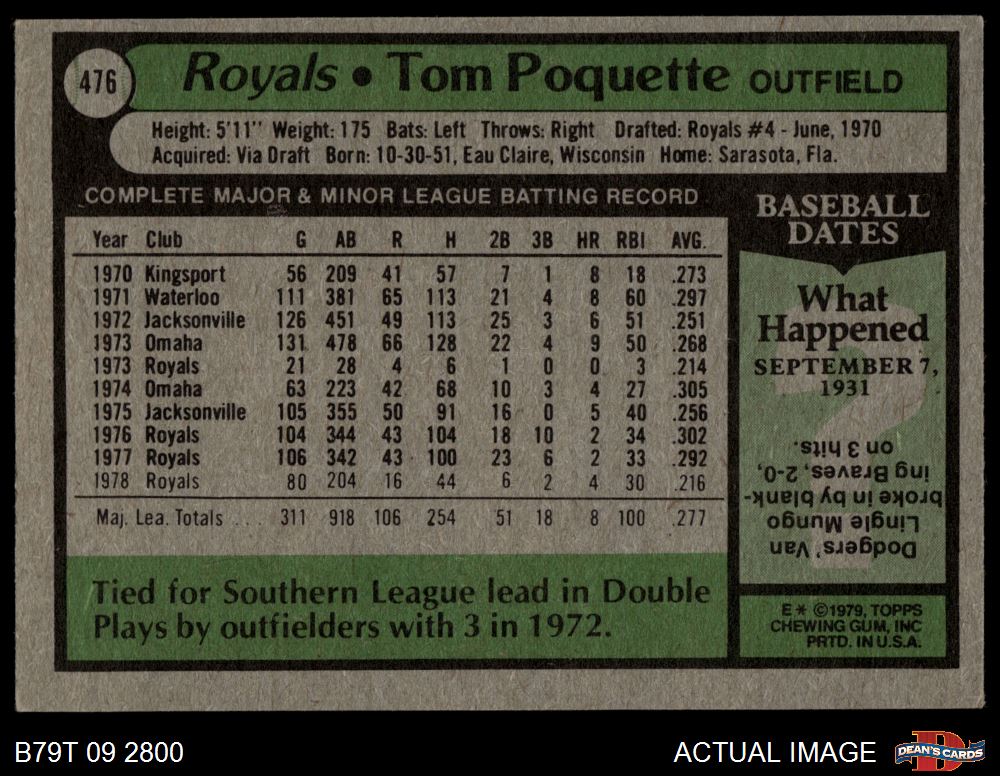 476
Royals • Tom Poquette OUTFIELD
Height: 5'11" Weight: 175 Bats: Left Throws: Right Drafted: Royals #4 - June, 1970
Acquired: Via Draft Born: 10-30-51, Eau Claire, Wisconsin Home: Sarasota, Fla.
COMPLETE MAJOR & MINOR LEAGUE BATTING RECORD
Year Club G AB R H 2B 3B HR RBI AVG.
1970 Kingsport 56 209 41 57 7 1 8 18 .273
1971 Waterloo 111 381 65 113 21 4 8 60 .297
1972 Jacksonville 126 451 49 113 25 3 6 51 .251
1973 Omaha 131 478 66 128 22 4 9 50 .268
1973 Royals 21 28 4 6 1 0 0 3 .214
1974 Omaha 63 223 42 68 10 3 4 27 .305
1975 Jacksonville 105 355 50 91 16 0 5 40 .256
1976 Royals 104 344 43 104 18 10 2 34 .302
1977 Royals 106 342 43 100 23 6 2 33 .292
1978 Royals 80 204 16 44 6 2 4 30 .216
Maj. Lea. Totals ... 311 918 106 254 51 18 8 100 .277
Tied for Southern League lead in Double
Plays by outfielders with 3 in 1972.
BASEBALL
DATES
What
Happened
SEPTEMBER 7,
1931
Dodgers' Van
Lingle Mungo
broke in by blank-
ing Braves, 2-0,
on 3 hits.
E * ©1979, TOPPS
CHEWING GUM, INC
PRTD. IN U.S.A.
B79T 09 2800
ACTUAL IMAGE
D
DEAN'S CARDS